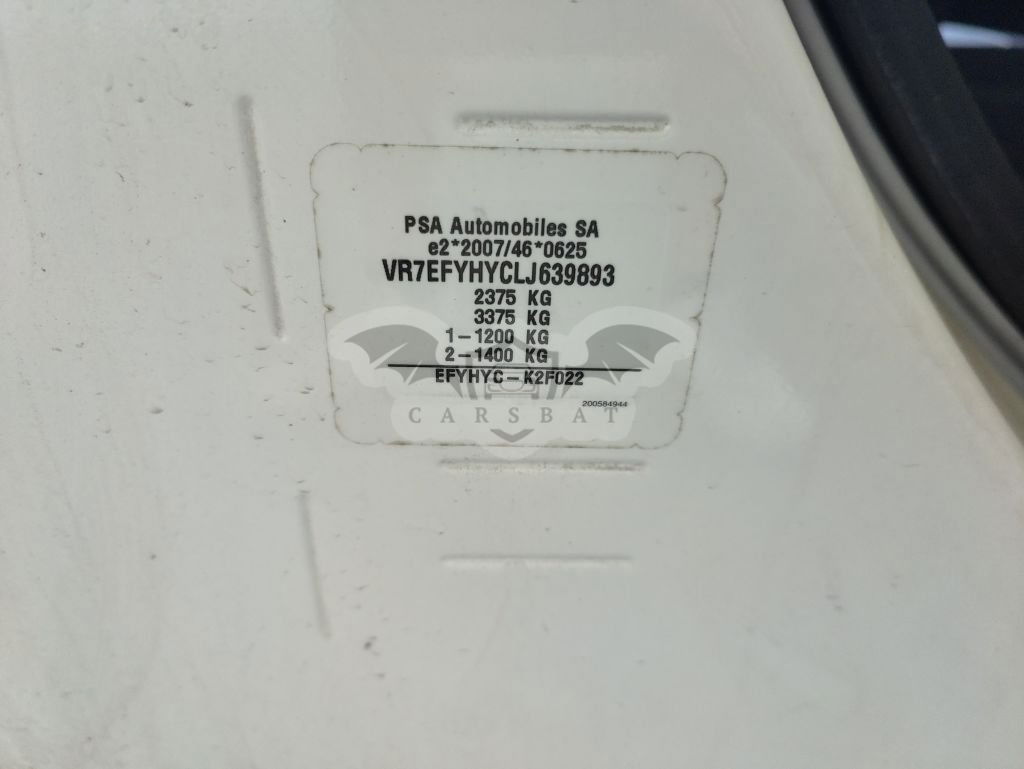 PSA Automobiles SA
e2*2007/46*0625
VR7EFYHYCLJ639893
2375 KG
3375 KG
1-1200 KG
2-1400 KG
EFYHYC-K2F022
200584944
CARSBAT